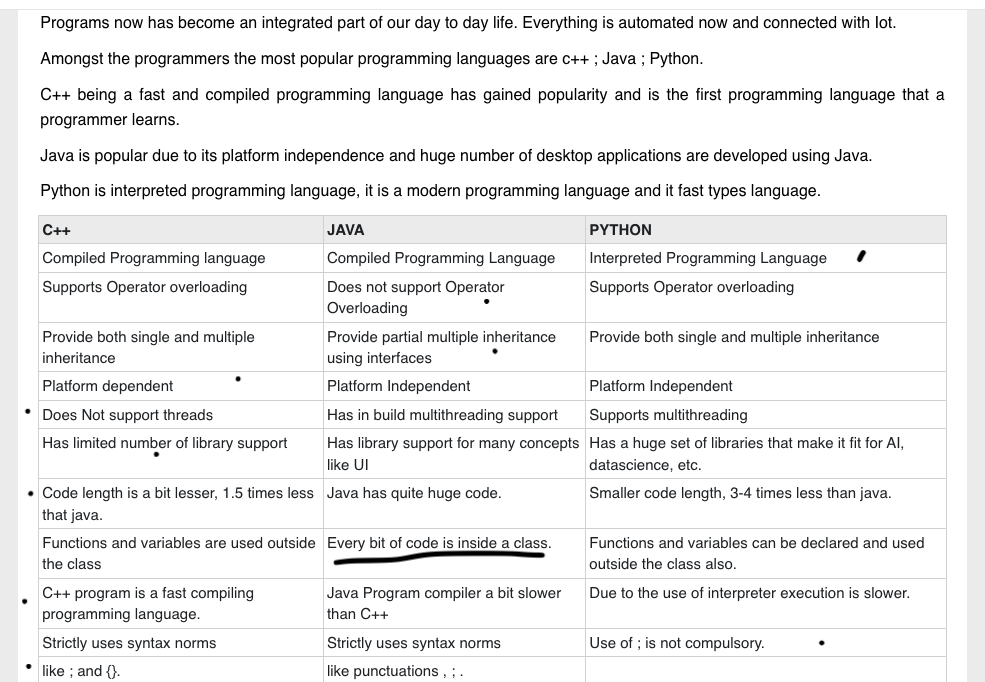 Programs now has become an integrated part of our day to day life. Everything is automated now and connected with Iot.
Amongst the programmers the most popular programming languages are c++ ; Java ; Python.
C++ being a fast and compiled programming language has gained popularity and is the first programming language that a
programmer learns.
Java is popular due to its platform independence and huge number of desktop applications are developed using Java.
Python is interpreted programming language, it is a modern programming language and it fast types language.
C++ JAVA PYTHON
Compiled Programming language Compiled Programming Language Interpreted Programming Language
Supports Operator overloading Does not support Operator Supports Operator overloading
Overloading
Provide both single and multiple Provide partial multiple inheritance Provide both single and multiple inheritance
inheritance using interfaces
Platform dependent Platform Independent Platform Independent
Does Not support threads Has in build multithreading support Supports multithreading
Has limited number of library support Has library support for many concepts Has a huge set of libraries that make it fit for AI,
like UI datascience, etc.
Code length is a bit lesser, 1.5 times less Java has quite huge code. Smaller code length, 3-4 times less than java.
that java.
Functions and variables are used outside Every bit of code is inside a class. Functions and variables can be declared and used
the class outside the class also.
C++ program is a fast compiling Java Program compiler a bit slower Due to the use of interpreter execution is slower.
programming language. than C++
Strictly uses syntax norms Strictly uses syntax norms Use of ; is not compulsory.
like ; and {}. like punctuations , ; .